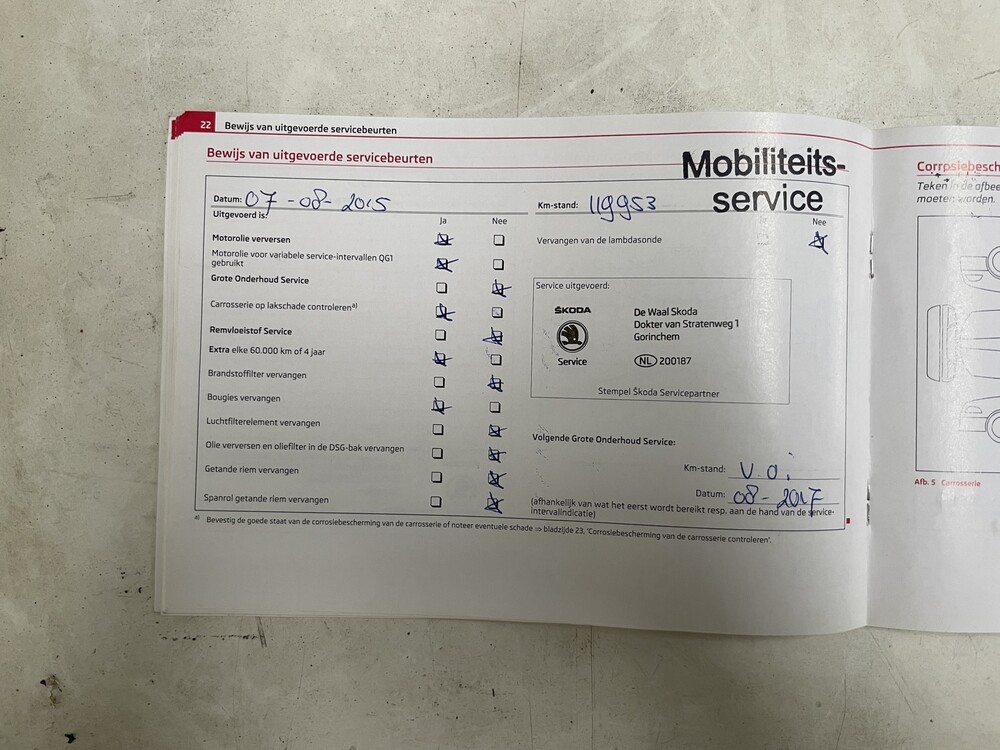 22 Bewijs van uitgevoerde servicebeurten
Bewijs van uitgevoerde servicebeurten
Mobiliteits-
service
Datum: 07-08-2015
Km-stand: 119953
Uitgevoerd is:
Ja Nee
Nee
Motorolie verversen
Vervangen van de lambdasonde
Motorolie voor variabele service-intervallen QG1
gebruikt
Grote Onderhoud Service
Carrosserie op lakschade controleren a)
Remvloeistof Service
Extra elke 60.000 km of 4 jaar
Brandstoffilter vervangen
Bougies vervangen
Luchtfilterelement vervangen
Olie verversen en oliefilter in de DSG-bak vervangen
Getande riem vervangen
Spanrol getande riem vervangen
Service uitgevoerd:
ŠKODA
Service
De Waal Skoda
Dokter van Stratenweg 1
Gorinchem
NL 200187
Stempel Škoda Servicepartner
Volgende Grote Onderhoud Service:
Km-stand: V.O.
Datum: 08-2017
(afhankelijk van wat het eerst wordt bereikt resp. aan de hand van de service-
intervalindicatie)
a) Bevestig de goede staat van de corrosiebescherming van de carrosserie of noteer eventuele schade ⇒ bladzijde 23, 'Corrosiebescherming van de carrosserie controleren'.
Corrosiebesch
Teken in de afbee
moeten worden.
Afb. 5 Carrosserie